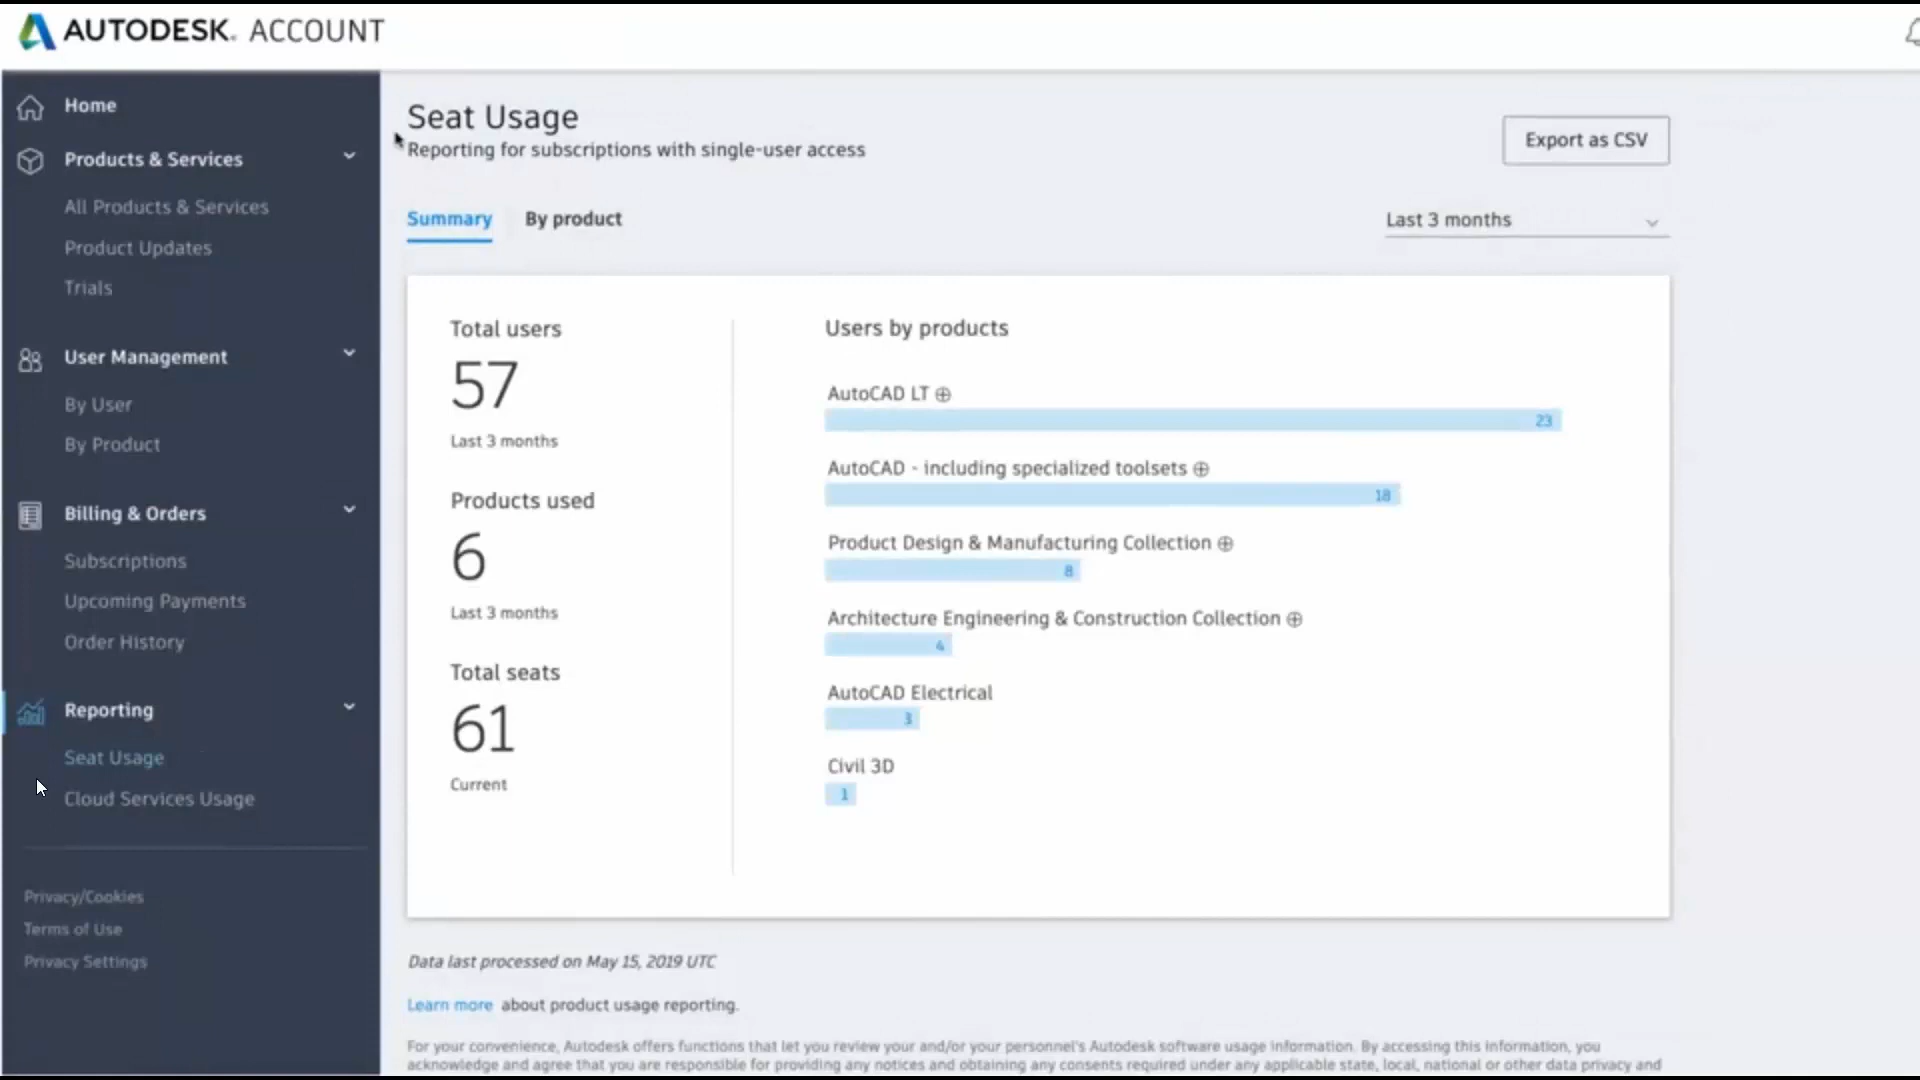 AUTODESK. ACCOUNT
Home
Products & Services
All Products & Services
Product Updates
Trials
User Management
By User
By Product
Billing & Orders
Subscriptions
Upcoming Payments
Order History
Reporting
Seat Usage
Cloud Services Usage
Privacy/Cookies
Terms of Use
Privacy Settings
Seat Usage
Reporting for subscriptions with single-user access
Export as CSV
Summary By product
Last 3 months
Total users
57
Last 3 months
Products used
6
Last 3 months
Total seats
61
Current
Users by products
AutoCAD LT
23
AutoCAD - including specialized toolsets
18
Product Design & Manufacturing Collection
8
Architecture Engineering & Construction Collection
4
AutoCAD Electrical
3
Civil 3D
1
Data last processed on May 15, 2019 UTC
Learn more about product usage reporting.
For your convenience, Autodesk offers functions that let you review your and/or your personnel's Autodesk software usage information. By accessing this information, you
acknowledge and agree that you are responsible for providing any notices and obtaining any consents required under any applicable state, local, national or other data privacy and